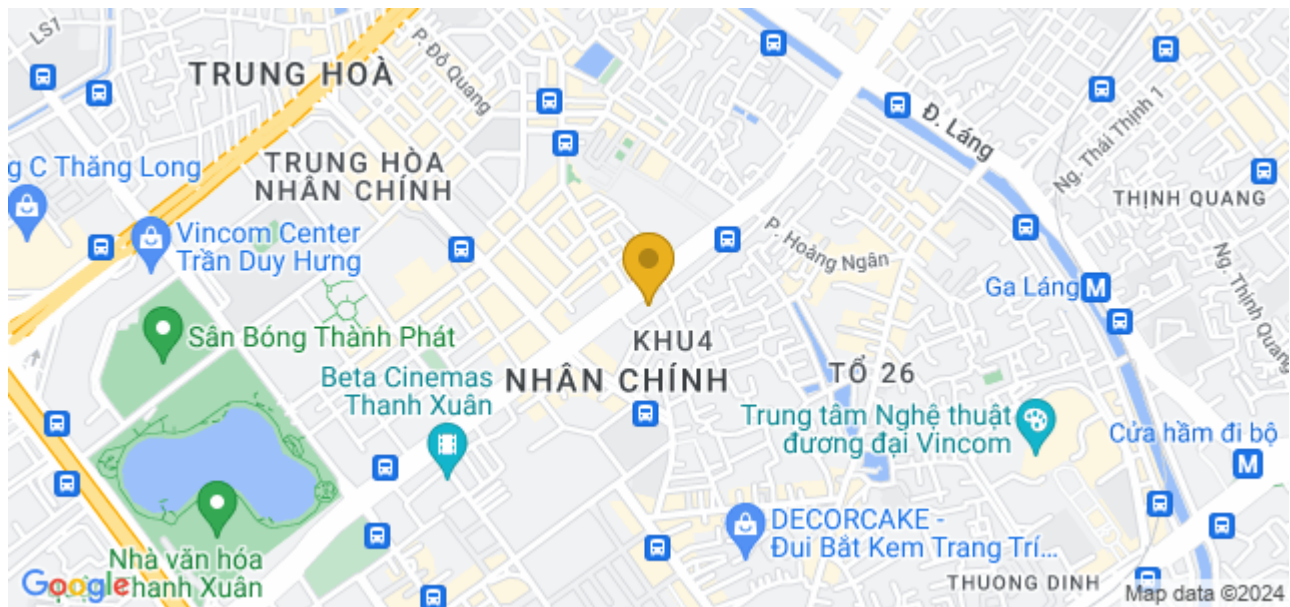 LS1
TRUNG HOÀ
P. Đỗ Quang
Đ. Láng
Ng. Thái Thịnh 1
TRUNG HÒA
NHÂN CHÍNH
g C Thăng Long
Vincom Center
Trần Duy Hưng
THỊNH QUANG
P. Hoàng Ngân
Ng. Thịnh Quang
Ga Láng
Sân Bóng Thành Phát
KHU4
Beta Cinemas
Thanh Xuân
NHÂN CHÍNH
TỔ 26
Trung tâm Nghệ thuật
đương đại Vincom
Cửa hầm đi bộ
DECORCAKE -
Đui Bắt Kem Trang Trí...
Nhà văn hóa
Thanh Xuân
THUONG DINH
Google
Map data ©2024